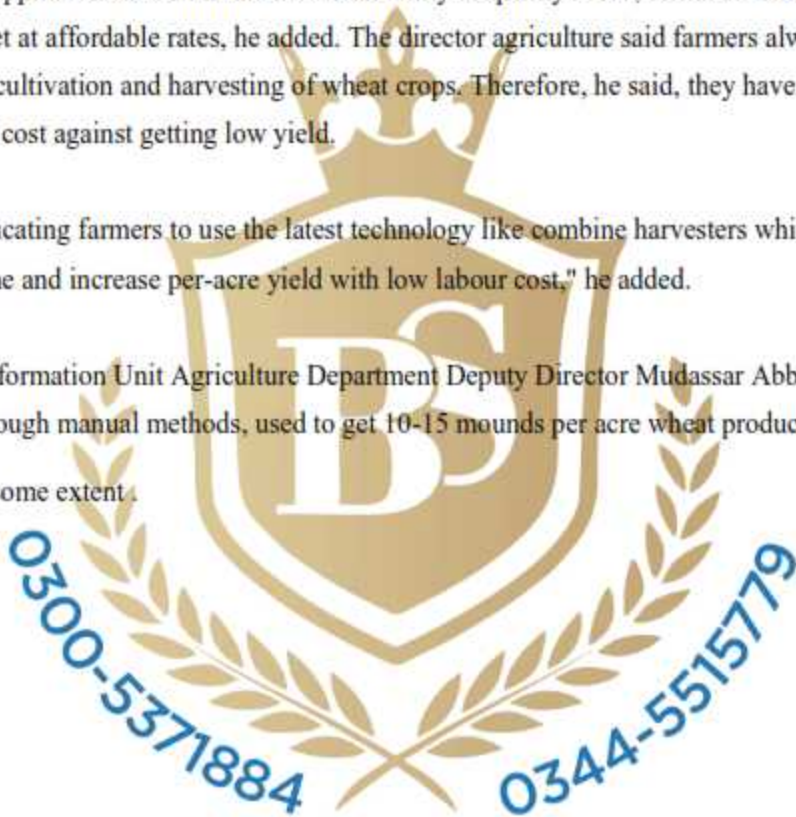 et at affordable rates, he added. The director agriculture said farmers alw
cultivation and harvesting of wheat crops. Therefore, he said, they have
cost against getting low yield.
cating farmers to use the latest technology like combine harvesters whi
e and increase per-acre yield with low labour cost," he added.
formation Unit Agriculture Department Deputy Director Mudassar Abb
ough manual methods, used to get 10-15 mounds per acre wheat produc
ome extent .
BS
0300-5371884
0344-5515779